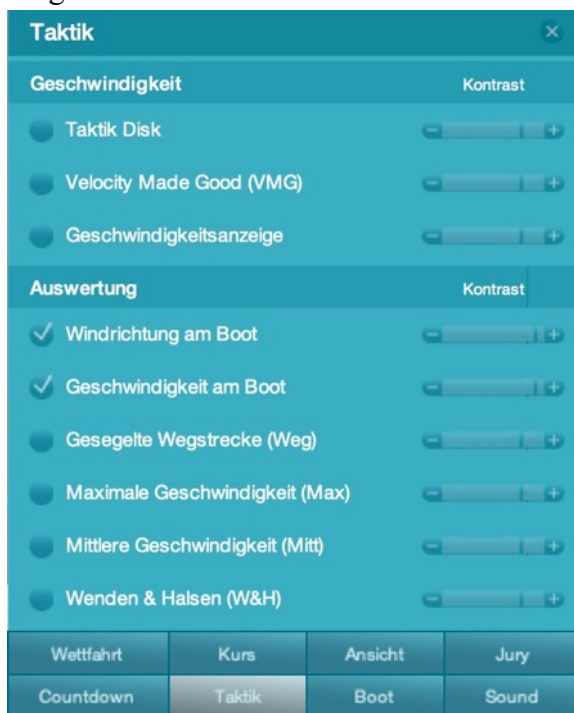 Taktik
Geschwindigkeit Kontrast
Taktik Disk
Velocity Made Good (VMG)
Geschwindigkeitsanzeige
Auswertung Kontrast
Windrichtung am Boot
Geschwindigkeit am Boot
Gesegelte Wegstrecke (Weg)
Maximale Geschwindigkeit (Max)
Mittlere Geschwindigkeit (Mitt)
Wenden & Halsen (W&H)
Wettfahrt Kurs Ansicht Jury
Countdown Taktik Boot Sound